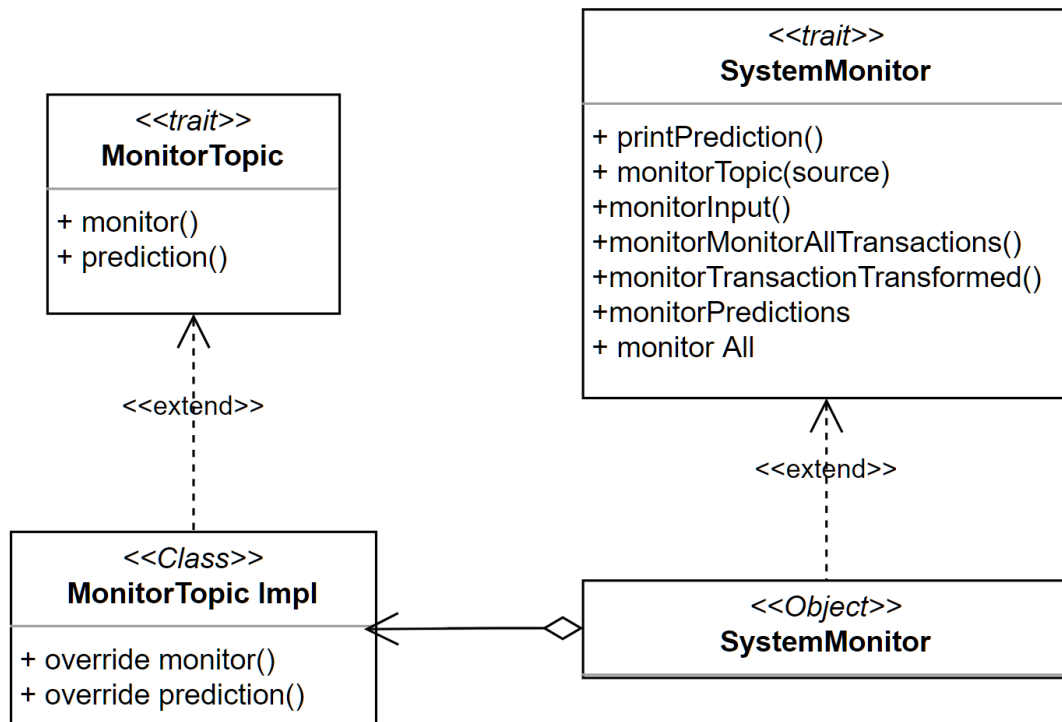 <<trait>>
MonitorTopic
+ monitor()
+ prediction()
<<trait>>
SystemMonitor
+ printPrediction()
+ monitorTopic(source)
+monitorInput()
+monitorMonitorAllTransactions()
+monitorTransactionTransformed()
+monitorPredictions
+ monitor All
<<extend>>
<<extend>>
<<Class>>
MonitorTopic Impl
+ override monitor()
+ override prediction()
<<Object>>
SystemMonitor